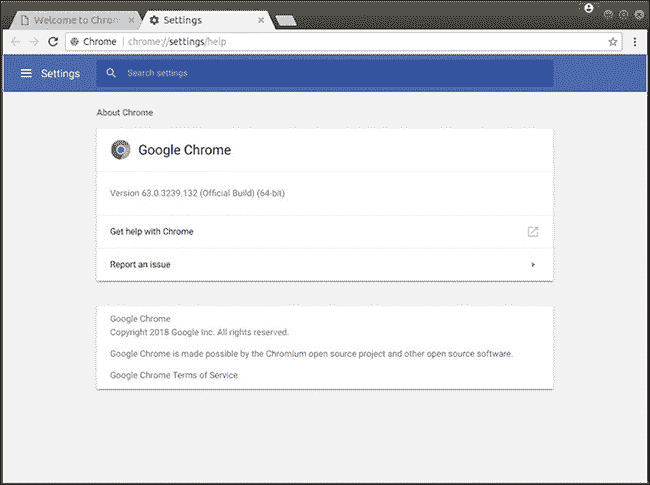 Welcome to Chrom
Settings
Chrome | chrome://settings/help
Settings
Search settings
About Chrome
Google Chrome
Version 63.0.3239.132 (Official Build) (64-bit)
Get help with Chrome
Report an issue
Google Chrome
Copyright 2018 Google Inc. All rights reserved.
Google Chrome is made possible by the Chromium open source project and other open source software.
Google Chrome Terms of Service